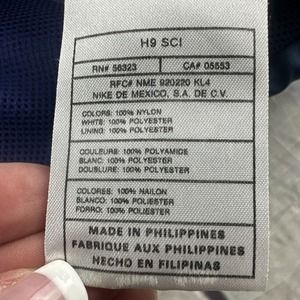 H9 SCI
RN# 56323 CA# 05553
RFC# NME 920220 KL4
NIKE DE MEXICO, S.A. DE C.V.
COLORS: 100% NYLON
WHITE: 100% POLYESTER
LINING: 100% POLYESTER
COULEURS: 100% POLYAMIDE
BLANC: 100% POLYESTER
DOUBLURE: 100% POLYESTER
COLORES: 100% NAILON
BLANCO: 100% POLIESTER
FORRO: 100% POLIESTER
MADE IN PHILIPPINES
FABRIQUE AUX PHILIPPINES
HECHO EN FILIPINAS